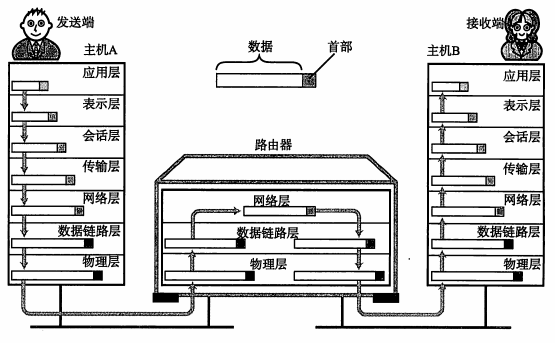 发送端
接收端
主机A
数据
首部
主机B
应用层
表示层
会话层
传输层
网络层
数据链路层
物理层
路由器
网络层
数据链路层
物理层
应用层
表示层
会话层
传输层
网络层
数据链路层
物理层